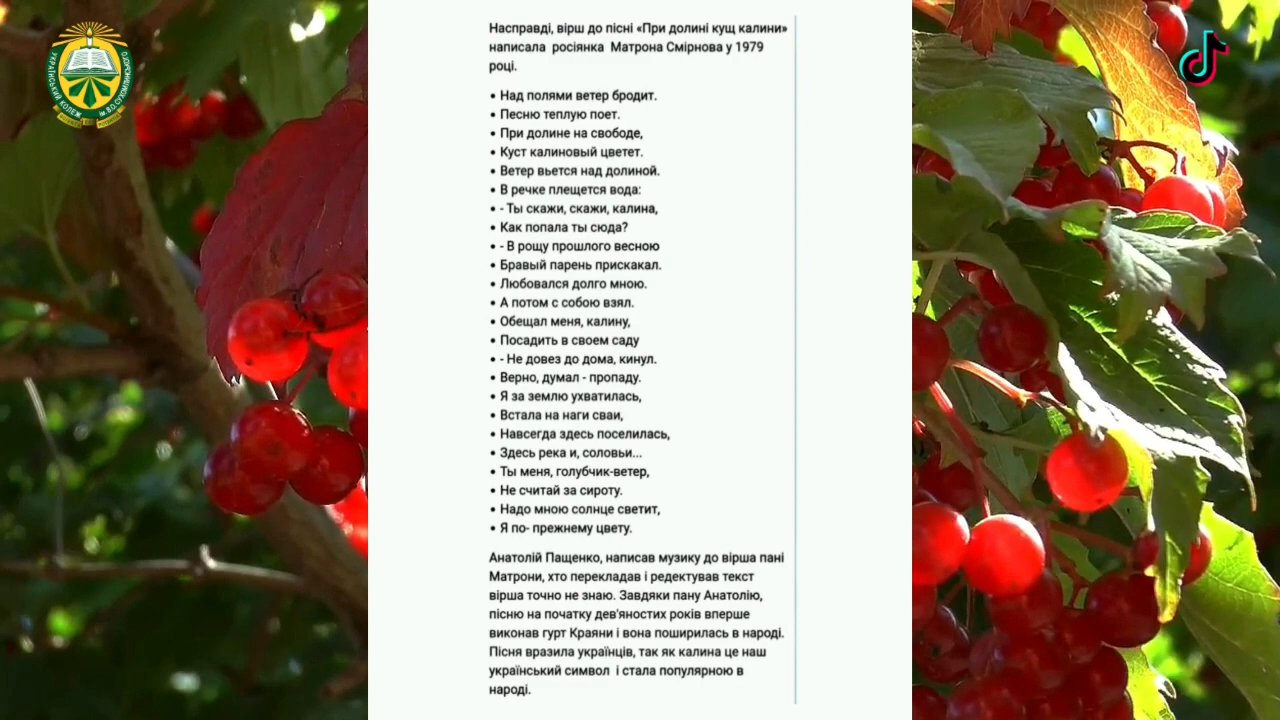 УКРАЇНСЬКИЙ КОЛЕЖ ІМ. В.О. СУХОМЛИНСЬКОГО
Насправді, вірш до пісні «При долині кущ калини»
написала росіянка Матрона Смірнова у 1979
році.
• Над полями ветер бродит.
• Песню теплую поет.
• При долине на свободе,
• Куст калиновый цветет.
• Ветер вьется над долиной.
• В речке плещется вода:
• - Ты скажи, скажи, калина,
• Как попала ты сюда?
• - В рощу прошлого весною
• Бравый парень прискакал.
• Любовался долго мною.
• А потом с собою взял.
• Обещал меня, калину,
• Посадить в своем саду
• - Не довез до дома, кинул.
• Верно, думал - пропаду.
• Я за землю ухватилась,
• Встала на наги сваи,
• Навсегда здесь поселилась,
• Здесь река и, соловьи...
• Ты меня, голубчик-ветер,
• Не считай за сироту.
• Надо мною солнце светит,
• Я по- прежнему цвету.
Анатолій Пащенко, написав музику до вірша пані
Матрони, хто перекладав і редектував текст
вірша точно не знаю. Завдяки пану Анатолію,
пісню на початку дев'яностих років вперше
виконав гурт Краяни і вона поширилась в народі.
Пісня вразила українців, так як калина це наш
український символ і стала популярною в
народі.